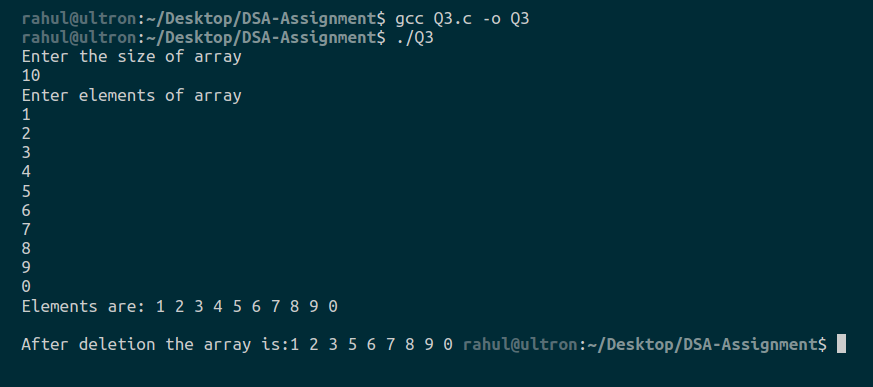 rahul@ultron:~/Desktop/DSA-Assignment$ gcc Q3.c -o Q3
rahul@ultron:~/Desktop/DSA-Assignment$ ./Q3
Enter the size of array
10
Enter elements of array
1
2
3
4
5
6
7
8
9
0
Elements are: 1 2 3 4 5 6 7 8 9 0
After deletion the array is:1 2 3 5 6 7 8 9 0 rahul@ultron:~/Desktop/DSA-Assignment$